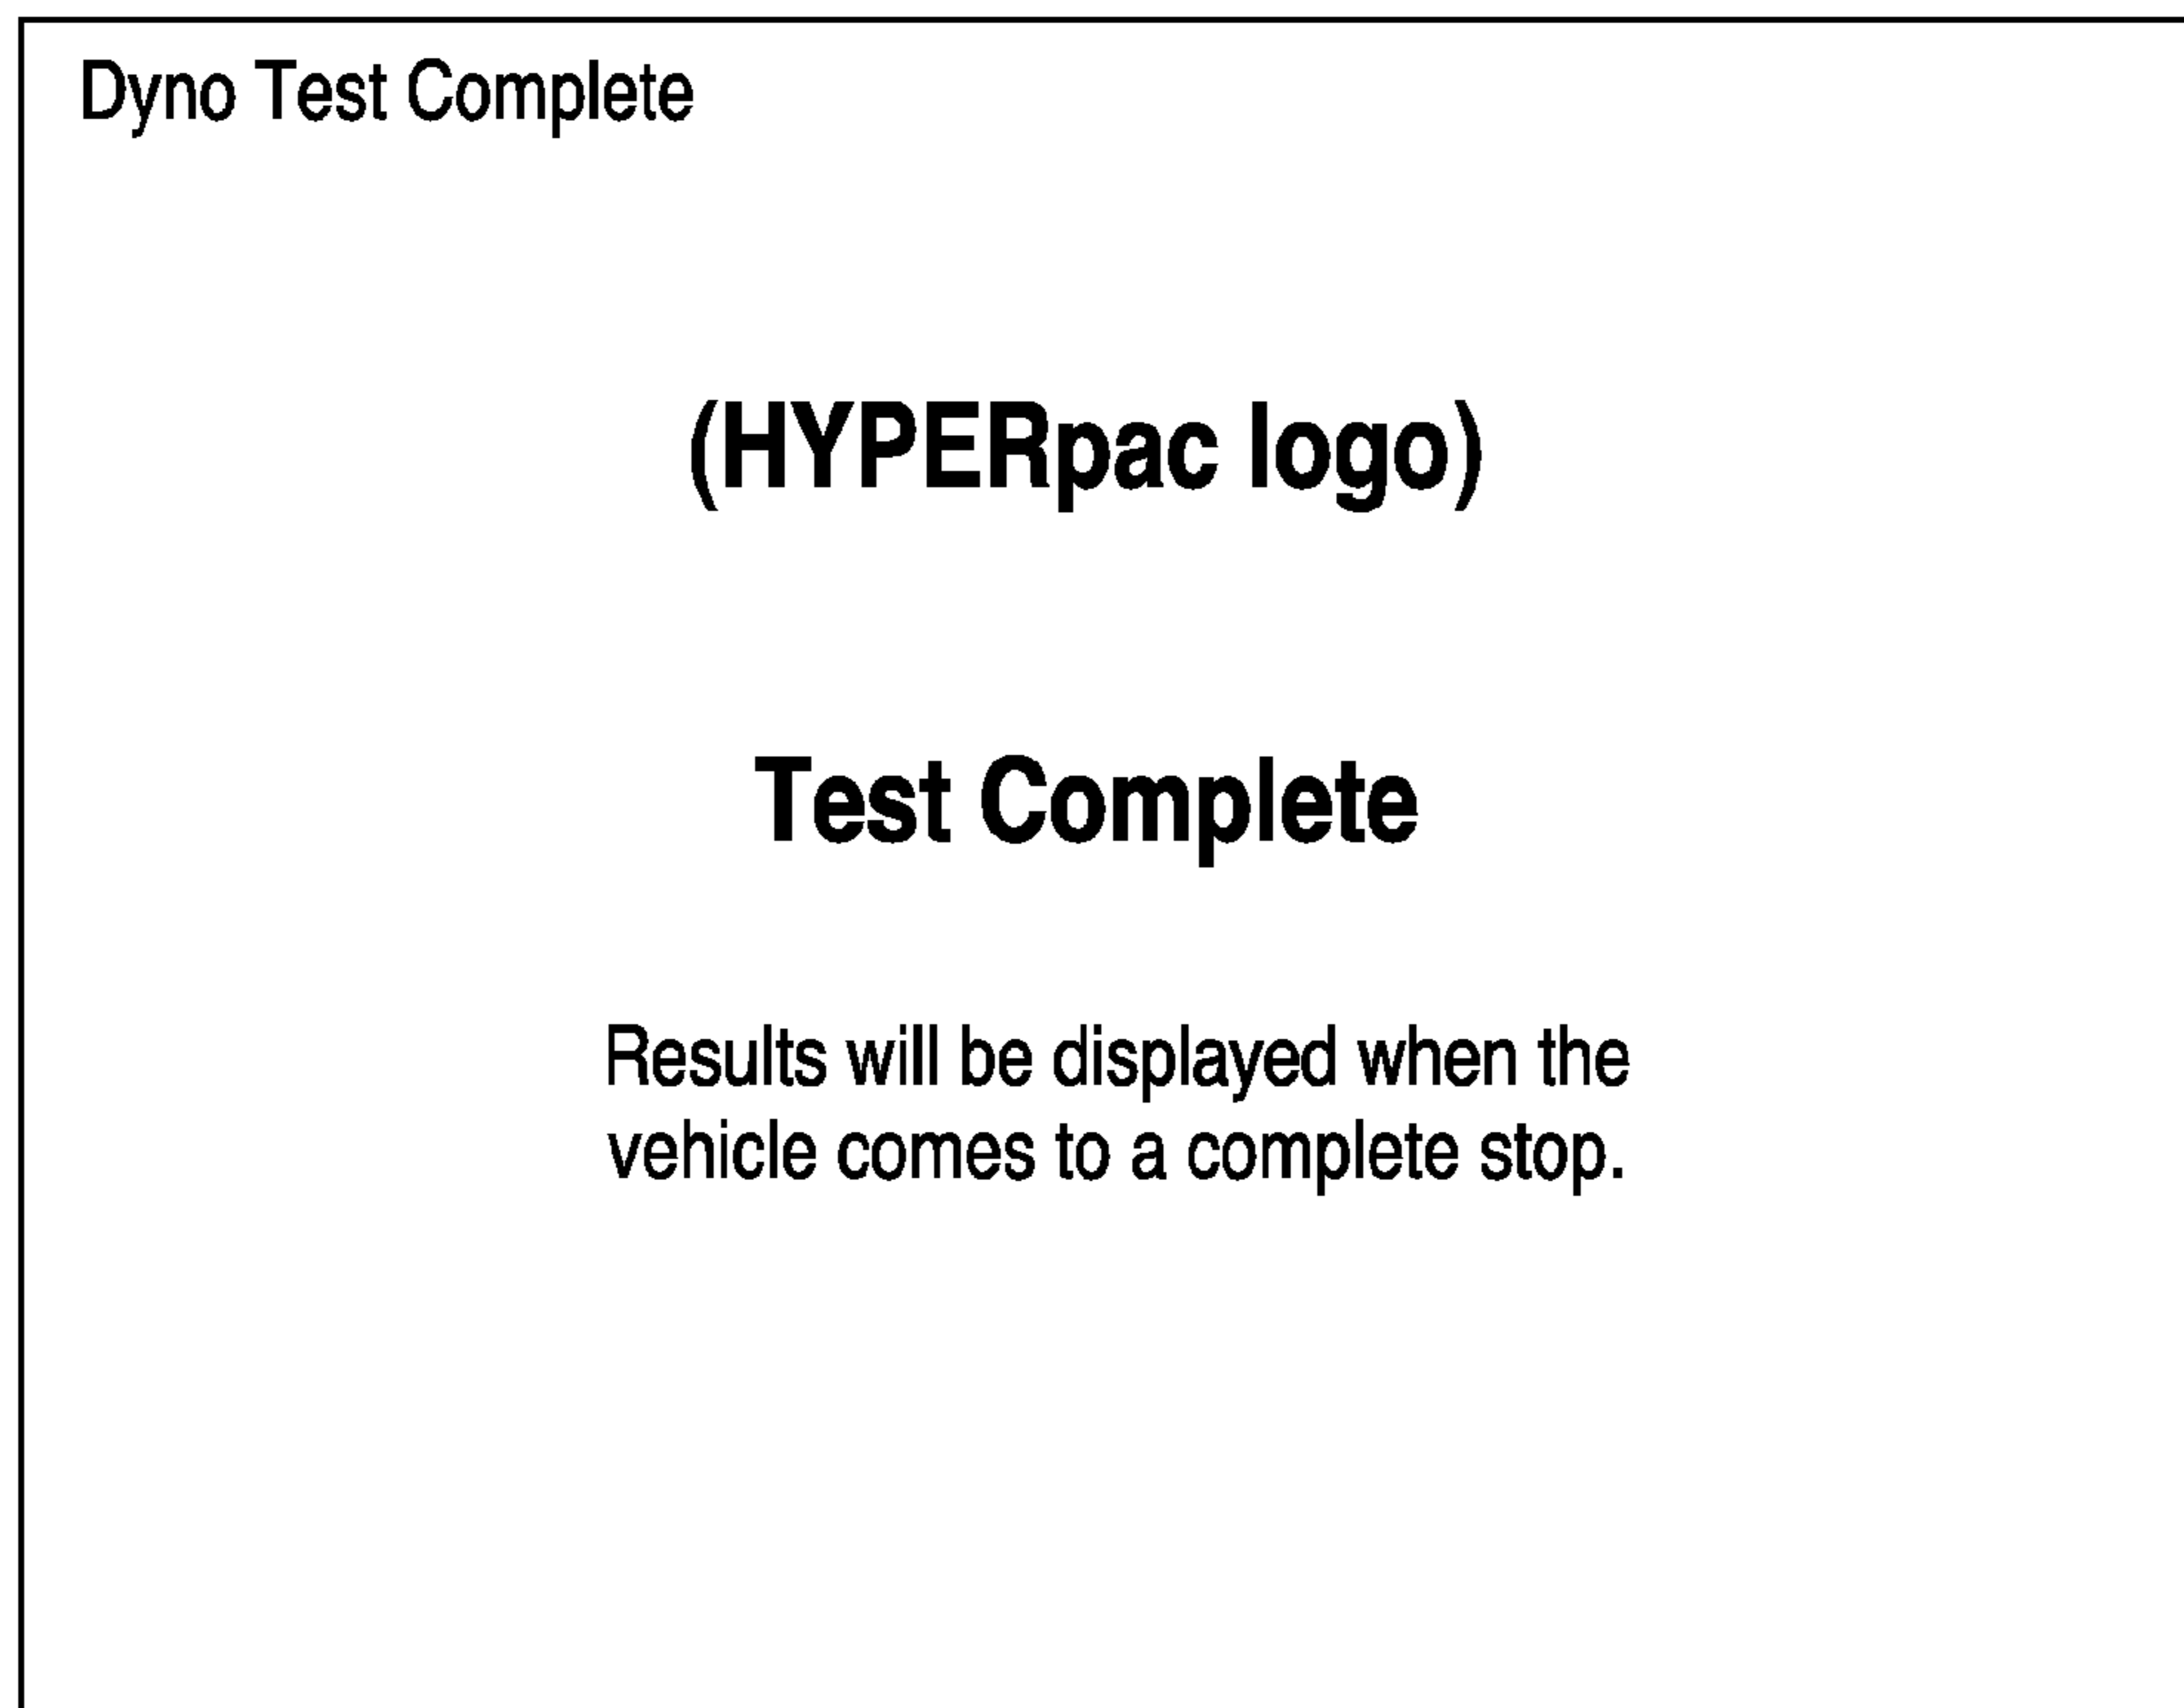 Dyno Test Complete
(HYPERpac logo)
Test Complete
Results will be displayed when the
vehicle comes to a complete stop.